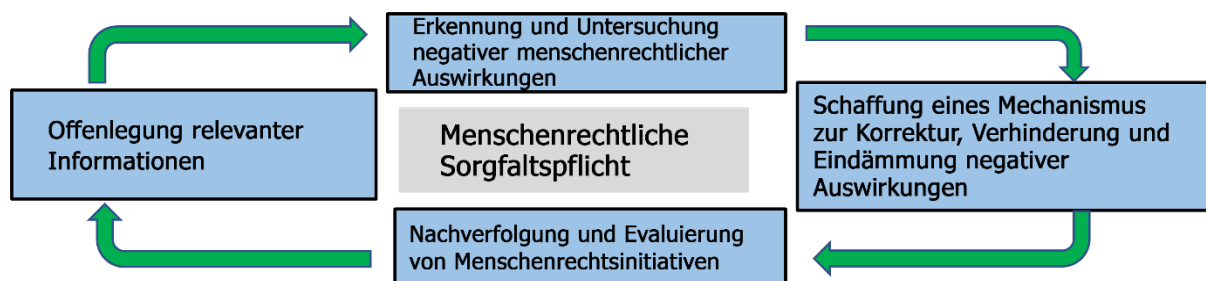 Erkennung und Untersuchung
negativer menschenrechtlicher
Auswirkungen
Schaffung eines Mechanismus
zur Korrektur, Verhinderung und
Eindämmung negativer
Auswirkungen
Offenlegung relevanter
Informationen
Menschenrechtliche
Sorgfaltspflicht
Nachverfolgung und Evaluierung
von Menschenrechtsinitiativen